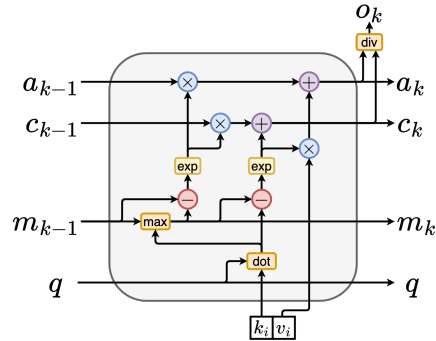 o_k
div
a_{k-1} × + a_k
c_{k-1} × + c_k
×
exp exp
− −
m_{k-1} max m_k
dot
q q
k_i v_i